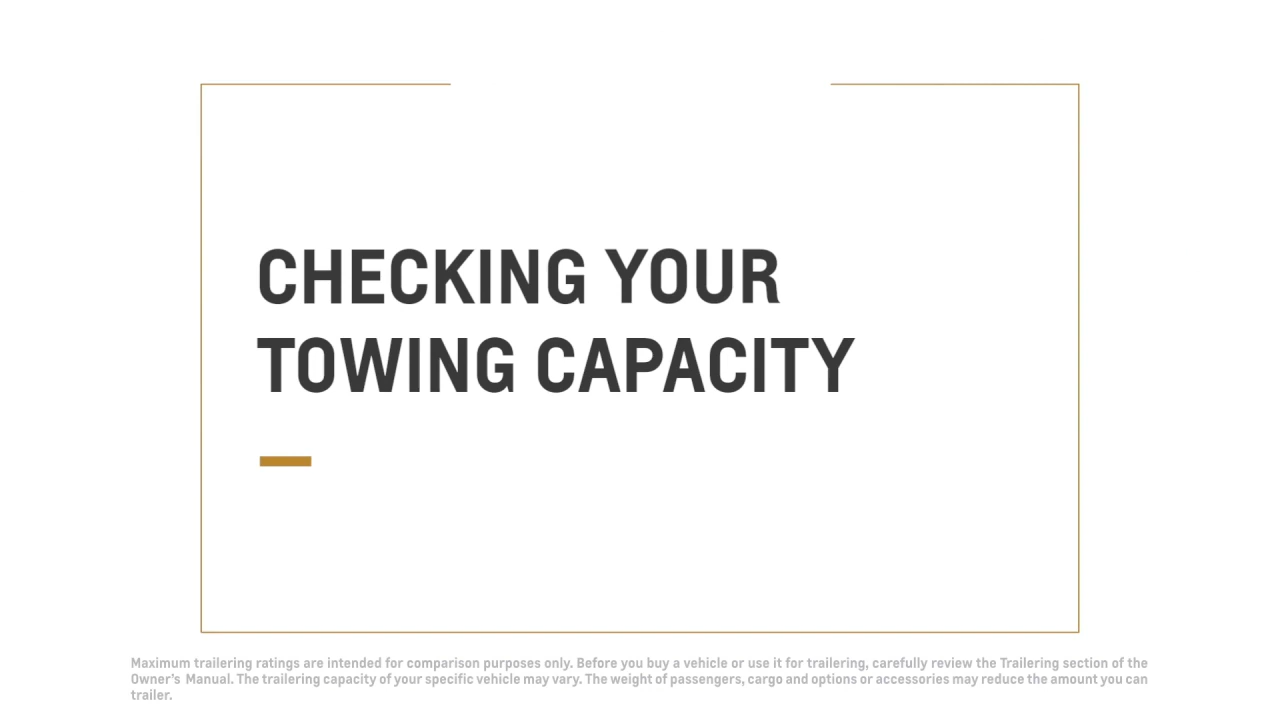 CHECKING YOUR
TOWING CAPACITY
Maximum trailering ratings are intended for comparison purposes only. Before you buy a vehicle or use it for trailering, carefully review the Trailering section of the
Owner's Manual. The trailering capacity of your specific vehicle may vary. The weight of passengers, cargo and options or accessories may reduce the amount you can
trailer.